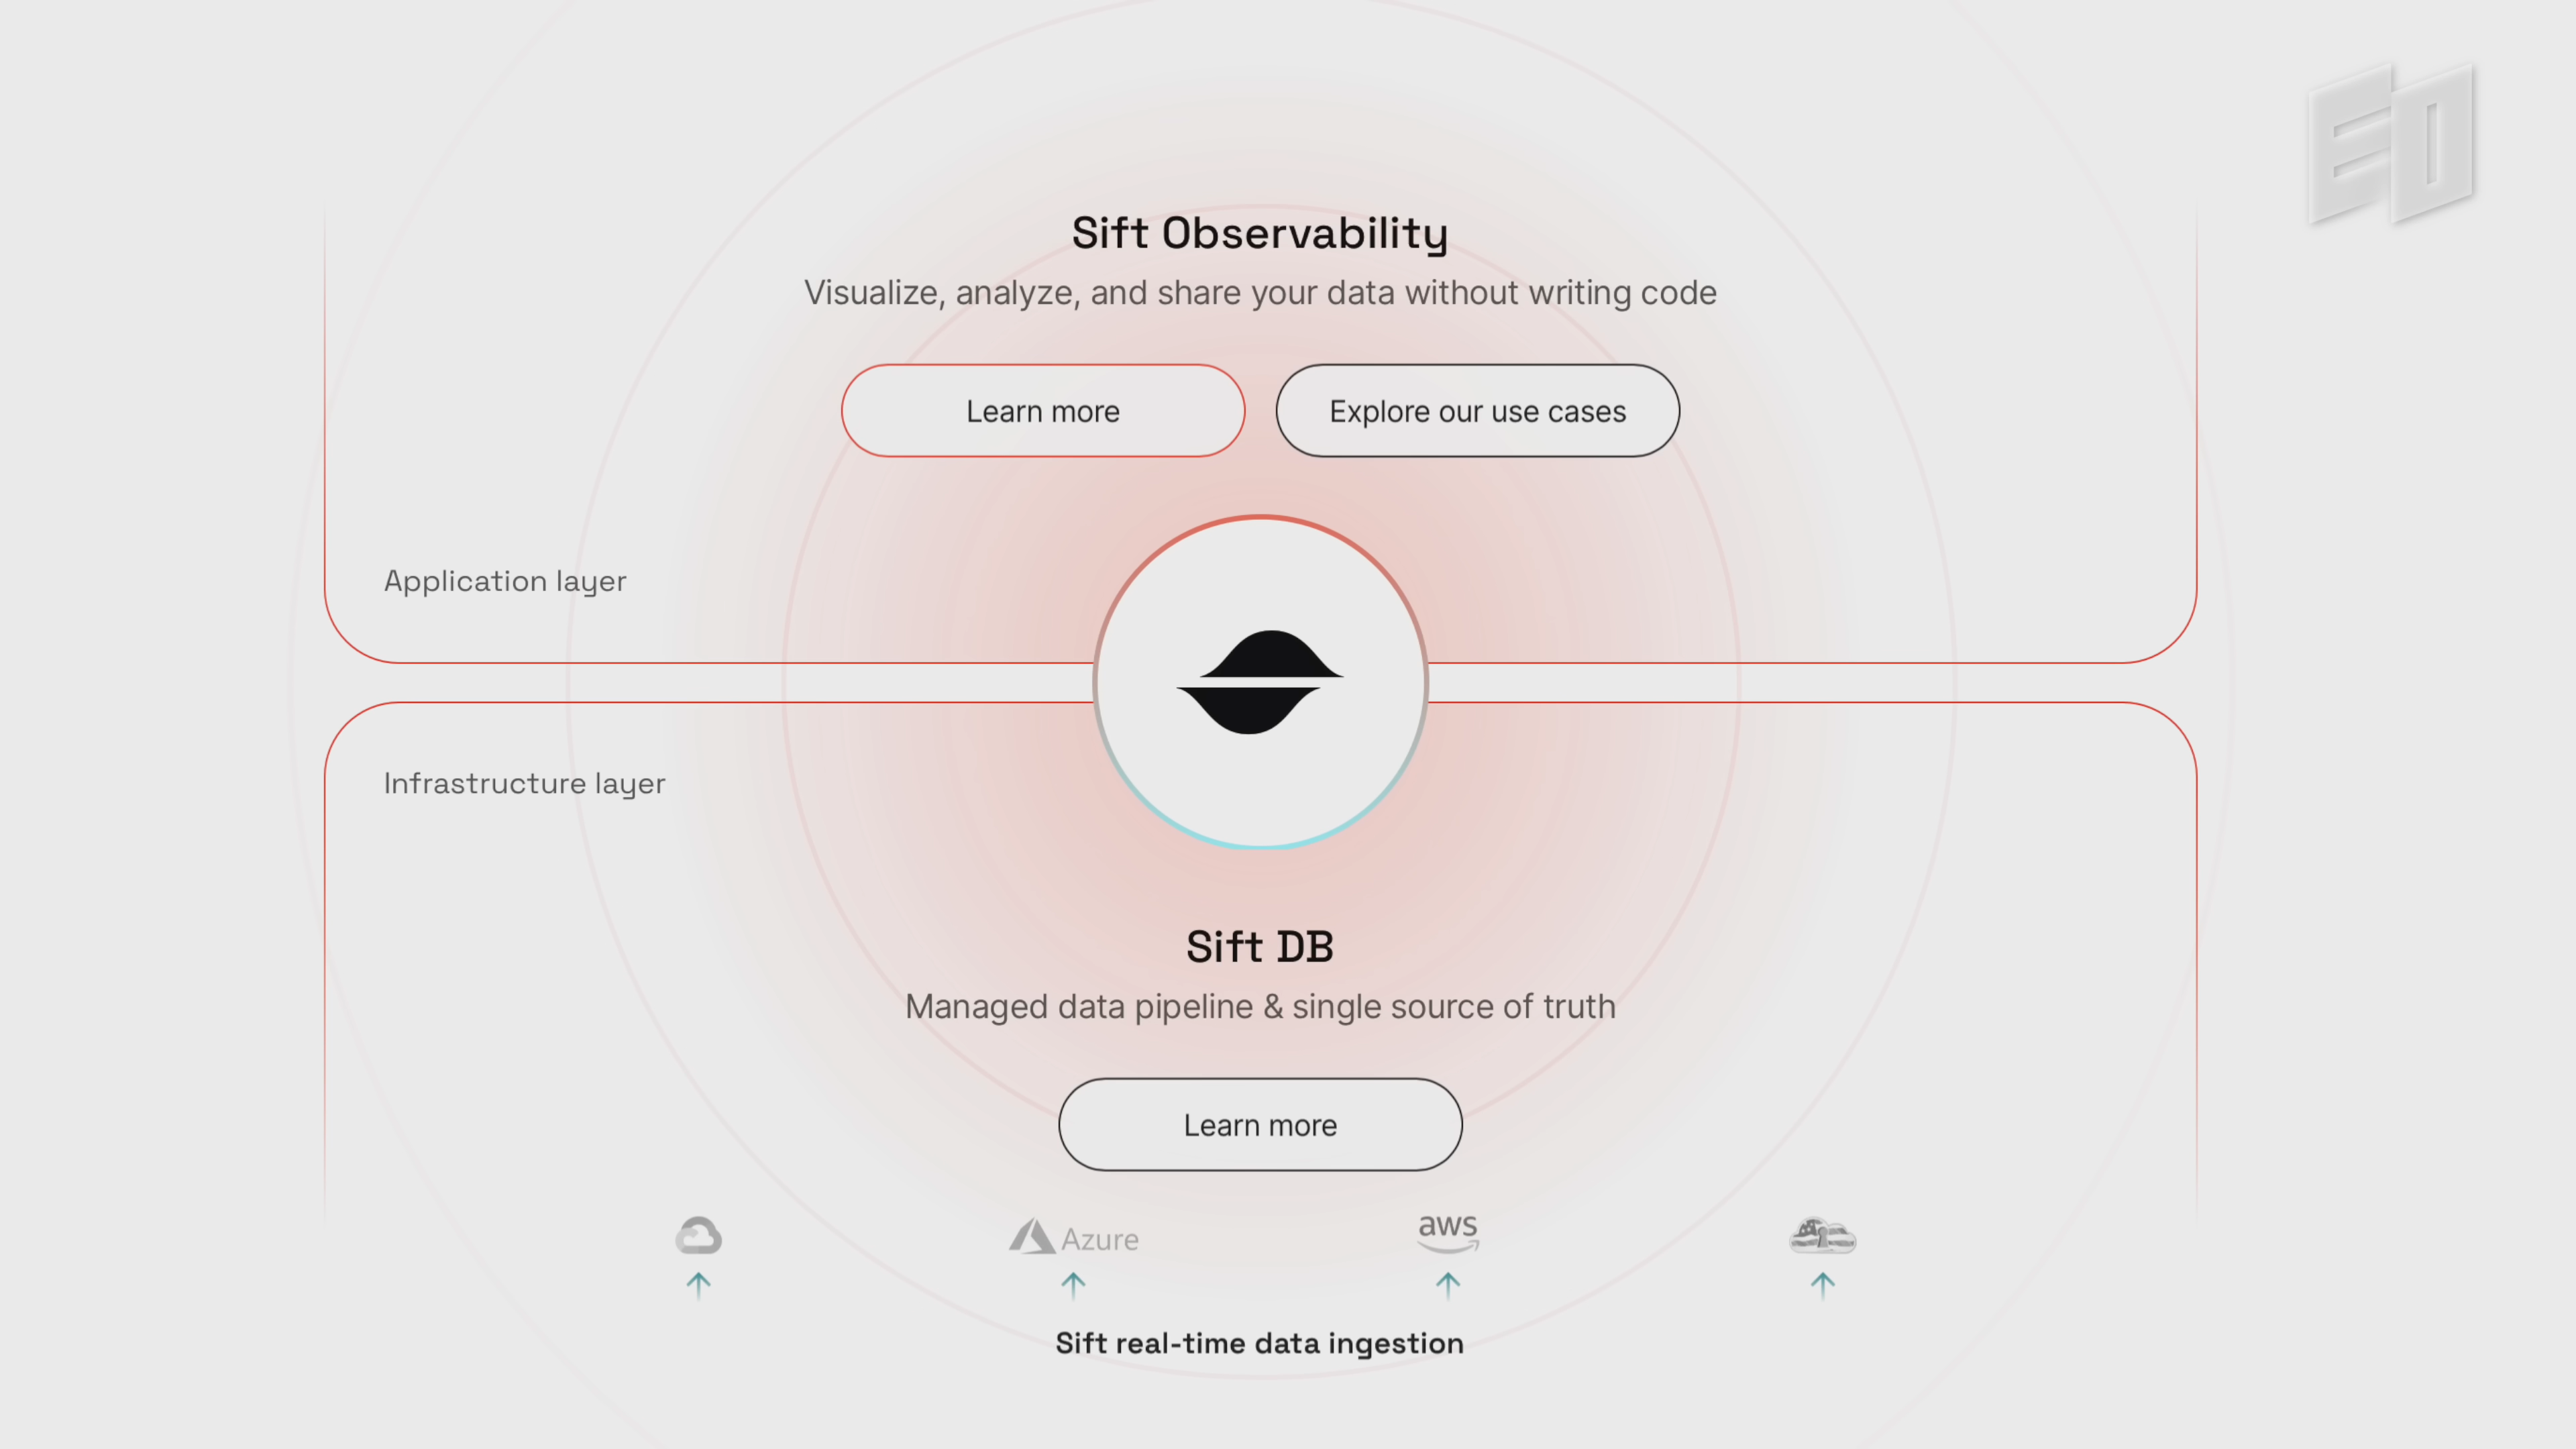 EO
Sift Observability
Visualize, analyze, and share your data without writing code
Learn more
Explore our use cases
Application layer
Infrastructure layer
Sift DB
Managed data pipeline & single source of truth
Learn more
Azure
aws
Sift real-time data ingestion